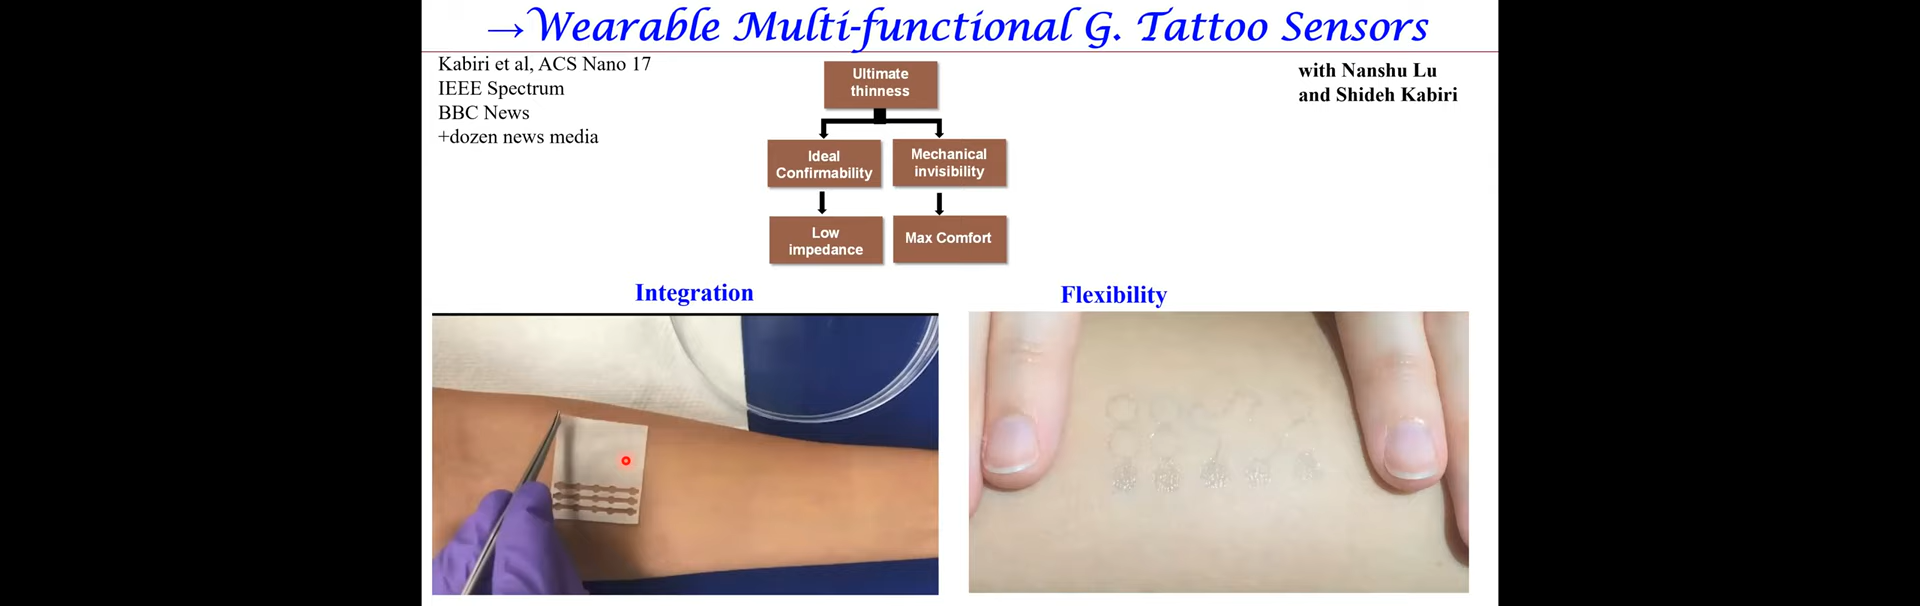 → Wearable Multi-functional G. Tattoo Sensors
Kabiri et al, ACS Nano 17
IEEE Spectrum
BBC News
+dozen news media
with Nanshu Lu
and Shideh Kabiri
Ultimate
thinness
Ideal
Confirmability
Mechanical
invisibility
Low
impedance
Max Comfort
Integration
Flexibility